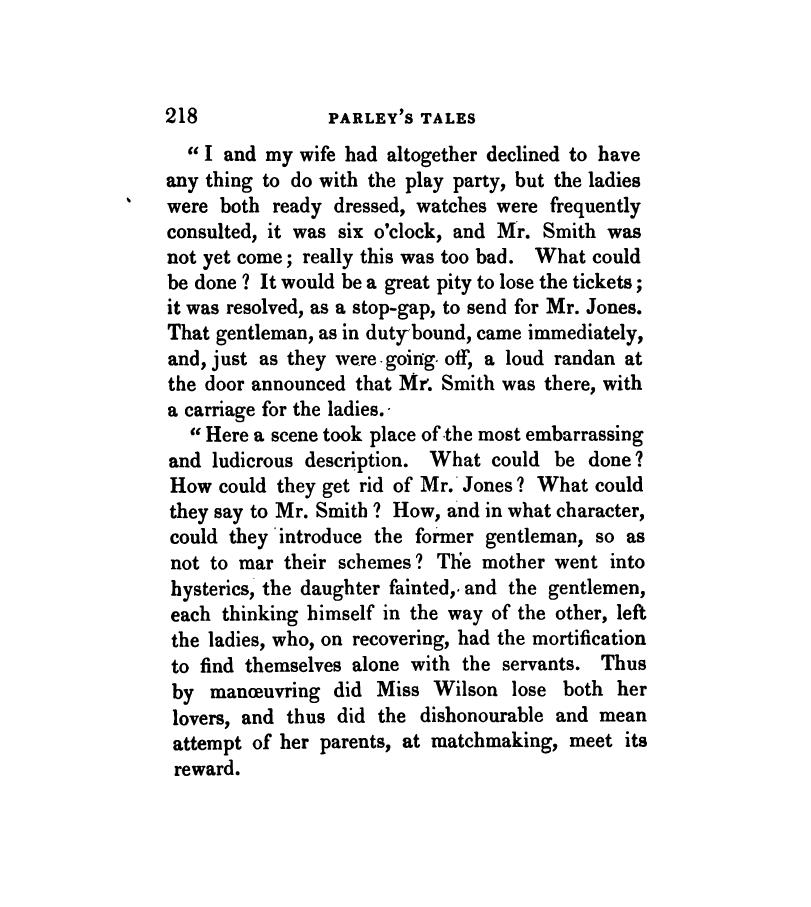 218 PARLEY'S TALES
“ I and my wife had altogether declined to have
any thing to do with the play party, but the ladies
were both ready dressed, watches were frequently
consulted, it was six o'clock, and Mr. Smith was
not yet come ; really this was too bad. What could
be done ? It would be a great pity to lose the tickets ;
it was resolved, as a stop-gap, to send for Mr. Jones.
That gentleman, as in duty bound, came immediately,
and, just as they were going off, a loud randan at
the door announced that Mr. Smith was there, with
a carriage for the ladies.
“ Here a scene took place of the most embarrassing
and ludicrous description. What could be done ?
How could they get rid of Mr. Jones ? What could
they say to Mr. Smith ? How, and in what character,
could they introduce the former gentleman, so as
not to mar their schemes ? The mother went into
hysterics, the daughter fainted, and the gentlemen,
each thinking himself in the way of the other, left
the ladies, who, on recovering, had the mortification
to find themselves alone with the servants. Thus
by manœuvring did Miss Wilson lose both her
lovers, and thus did the dishonourable and mean
attempt of her parents, at matchmaking, meet its
reward.